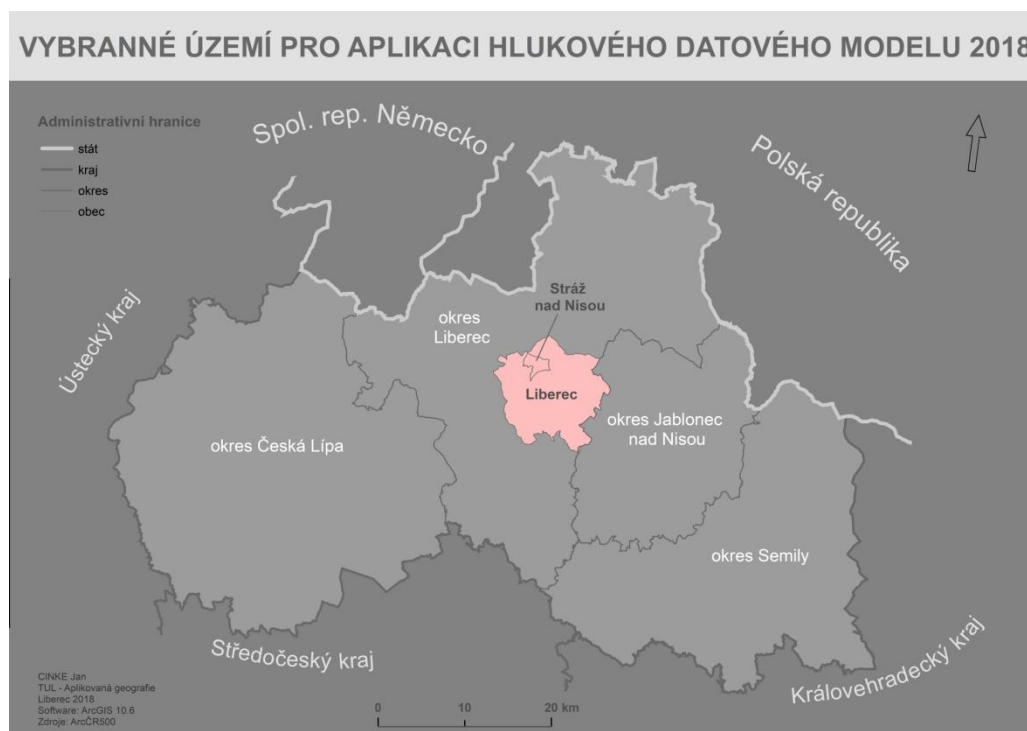 VYBRANNÉ ÚZEMÍ PRO APLIKACI HLUKOVÉHO DATOVÉHO MODELU 2018
Administrativní hranice
stát
kraj
okres
obec
Spol. rep. Německo
Polská republika
Ústecký kraj
Stráž
nad Nisou
okres
Liberec
Liberec
okres Jablonec
nad Nisou
okres Česká Lípa
okres Semily
Středočeský kraj
Královehradecký kraj
CINKE Jan
TUL - Aplikovaná geografie
Liberec 2018
Software: ArcGIS 10.6
Zdroje: ArcČR500
0 10 20 km